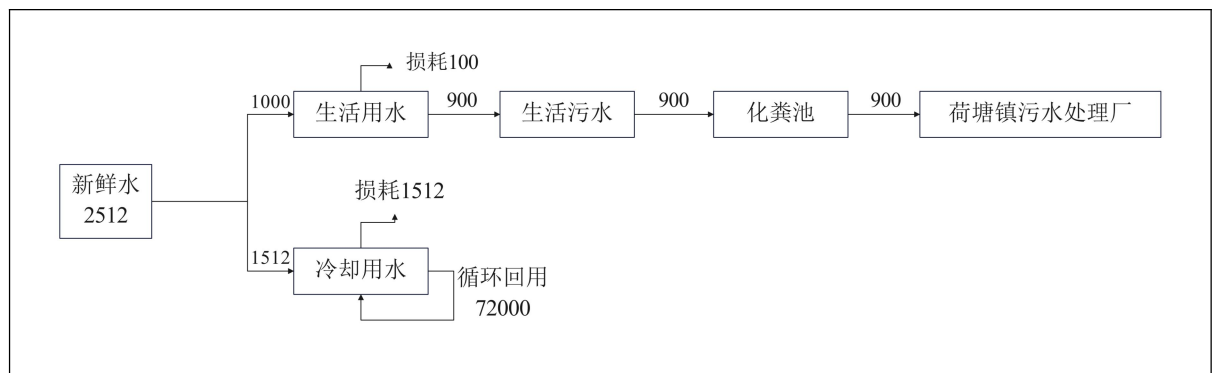 损耗100
1000
生活用水
900
生活污水
900
化粪池
900
荷塘镇污水处理厂
新鲜水
2512
损耗1512
1512
冷却用水
循环回用
72000